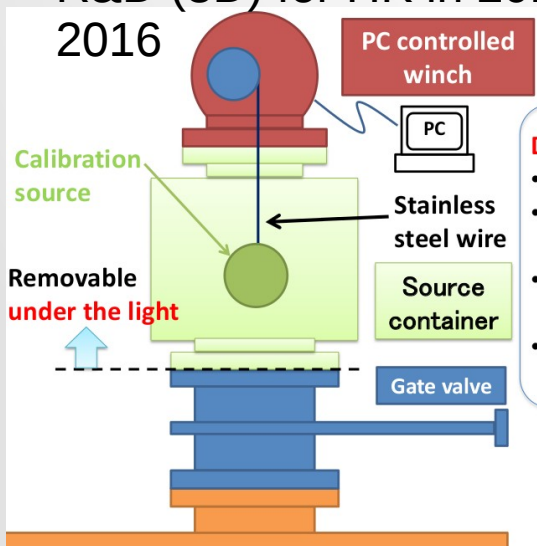 2016
PC controlled
winch
PC
Calibration
source
Stainless
steel wire
Removable
under the light
Source
container
Gate valve